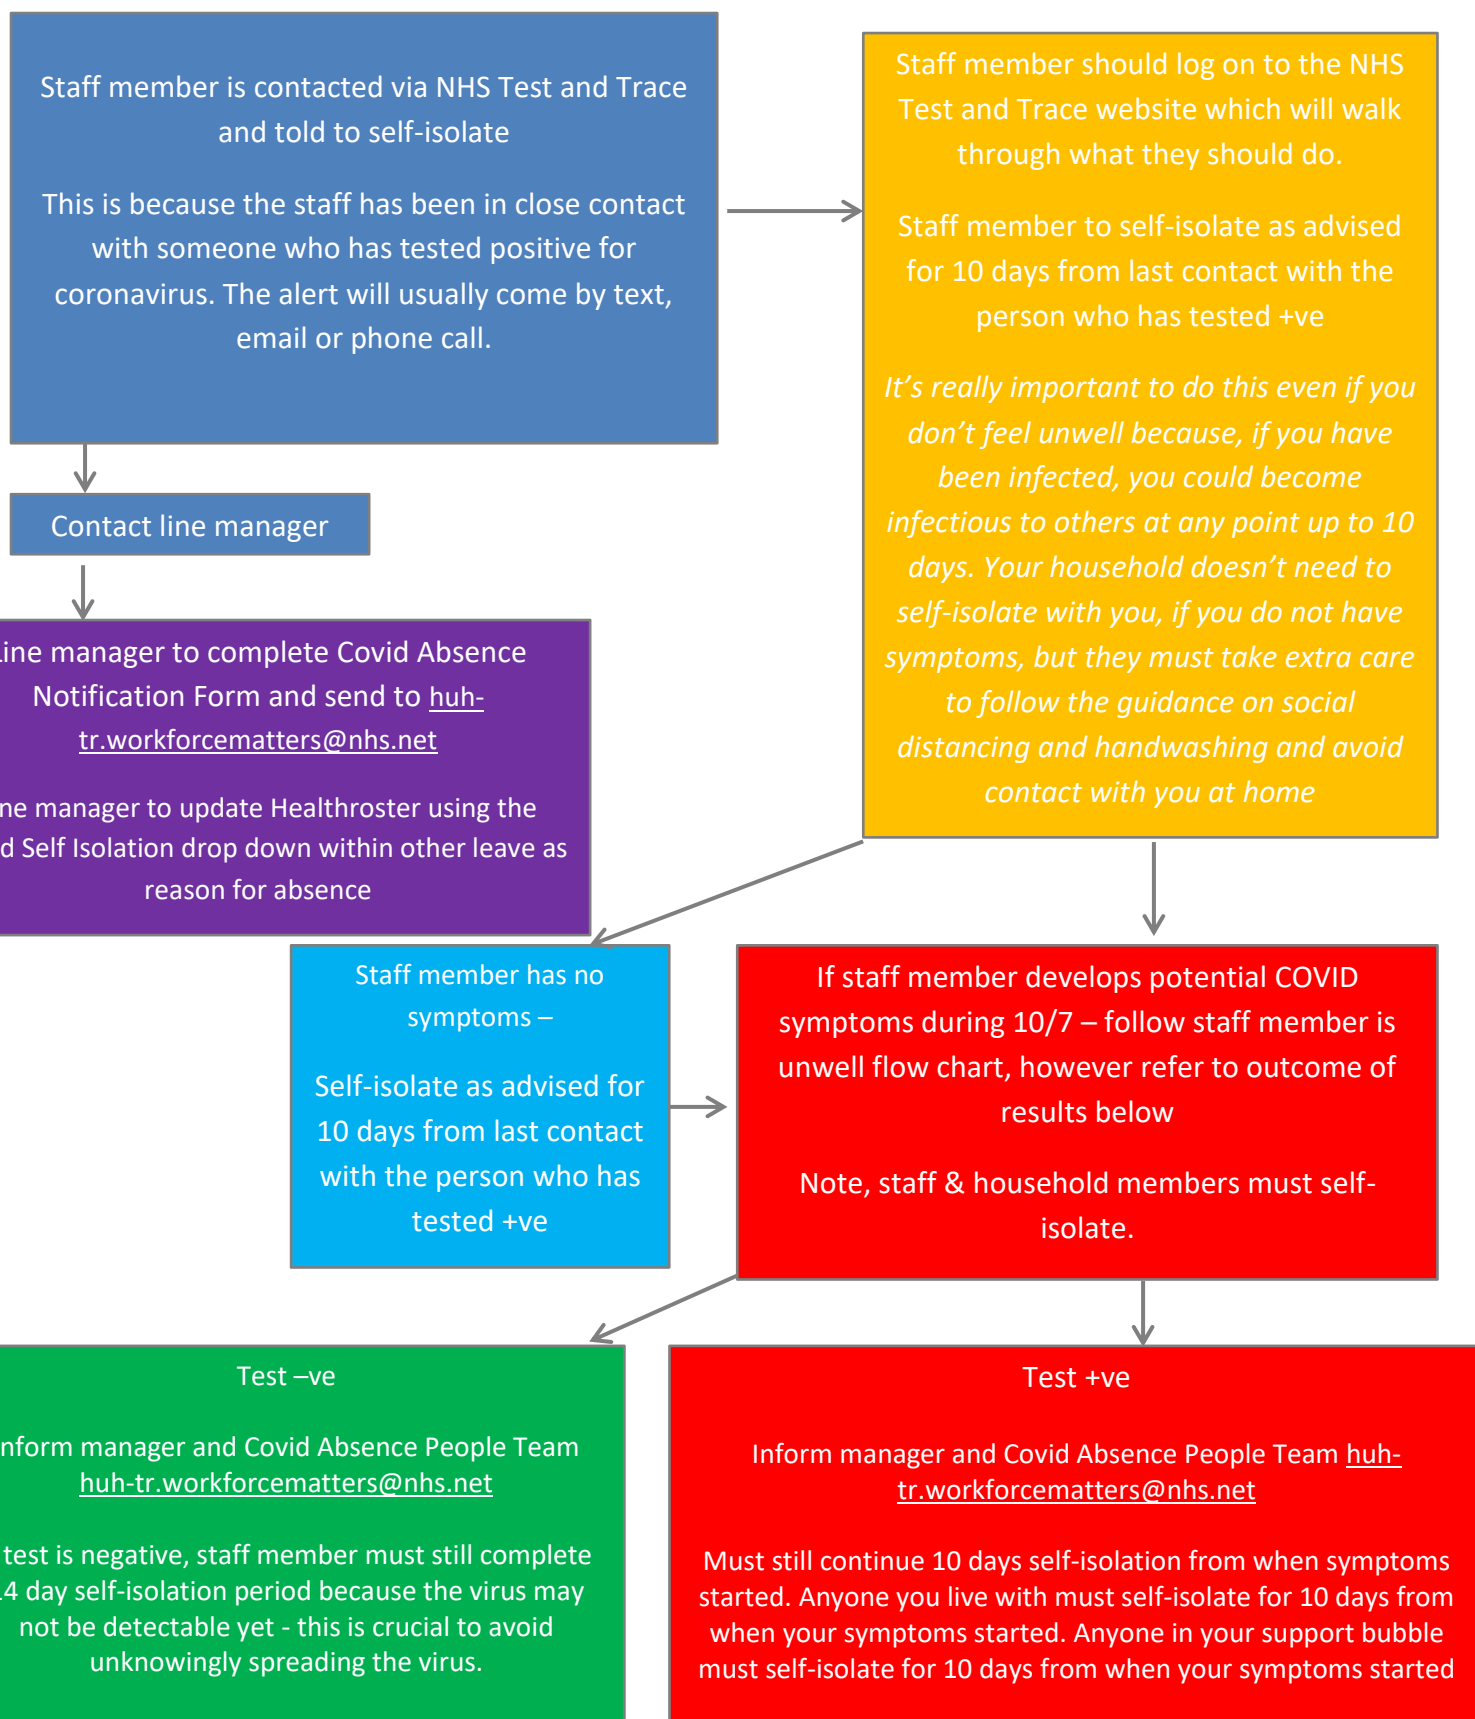 Staff member is contacted via NHS Test and Trace
and told to self-isolate
This is because the staff has been in close contact
with someone who has tested positive for
coronavirus. The alert will usually come by text,
email or phone call.
Staff member should log on to the NHS
Test and Trace website which will walk
through what they should do.
Staff member to self-isolate as advised
for 10 days from last contact with the
person who has tested +ve
It’s really important to do this even if you
don’t feel unwell because, if you have
been infected, you could become
infectious to others at any point up to 10
days. Your household doesn’t need to
self-isolate with you, if you do not have
symptoms, but they must take extra care
to follow the guidance on social
distancing and handwashing and avoid
contact with you at home
Contact line manager
manager to complete Covid Absence
Notification Form and send to huh-
tr.workforcematters@nhs.net
manager to update Healthroster using the
Self Isolation drop down within other leave as
reason for absence
Staff member has no
symptoms –
Self-isolate as advised for
10 days from last contact
with the person who has
tested +ve
If staff member develops potential COVID
symptoms during 10/7 – follow staff member is
unwell flow chart, however refer to outcome of
results below
Note, staff & household members must self-
isolate.
Test –ve
manager and Covid Absence People Team
huh-tr.workforcematters@nhs.net
test is negative, staff member must still complete
day self-isolation period because the virus may
not be detectable yet - this is crucial to avoid
unknowingly spreading the virus.
Test +ve
Inform manager and Covid Absence People Team huh-
tr.workforcematters@nhs.net
Must still continue 10 days self-isolation from when symptoms
started. Anyone you live with must self-isolate for 10 days from
when your symptoms started. Anyone in your support bubble
must self-isolate for 10 days from when your symptoms started